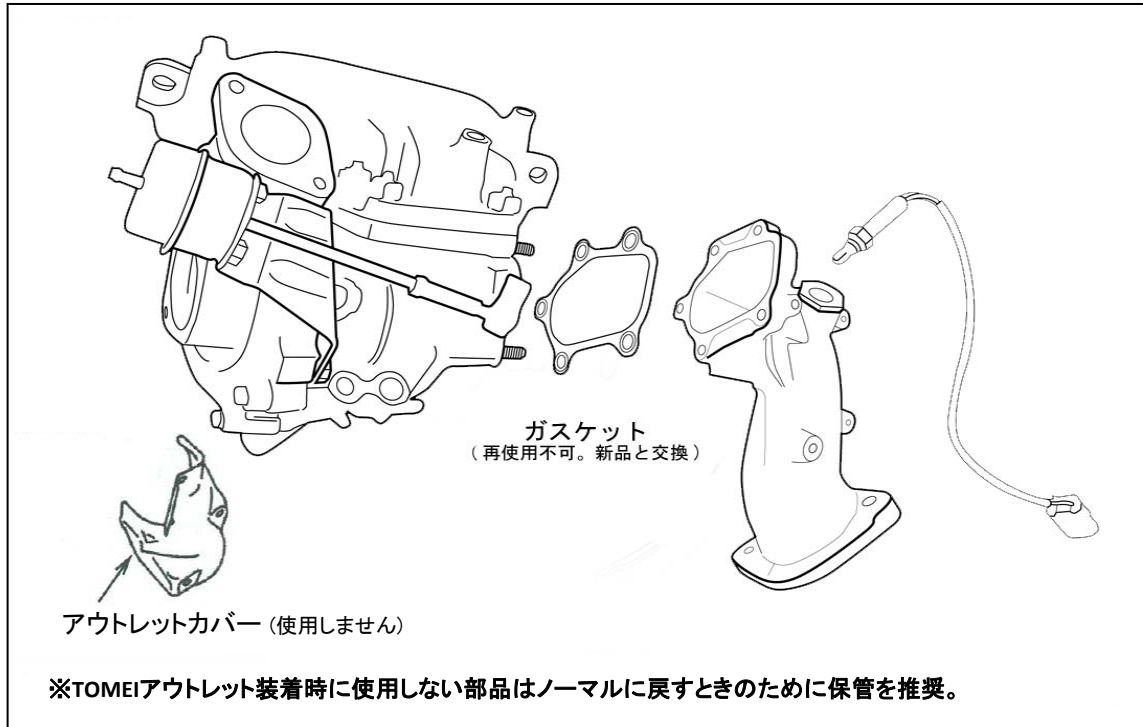 ガスケット
(再使用不可。新品と交換)
アウトレットカバー (使用しません)
※TOMEIアウトレット装着時に使用しない部品はノーマルに戻すときのために保管を推奨。